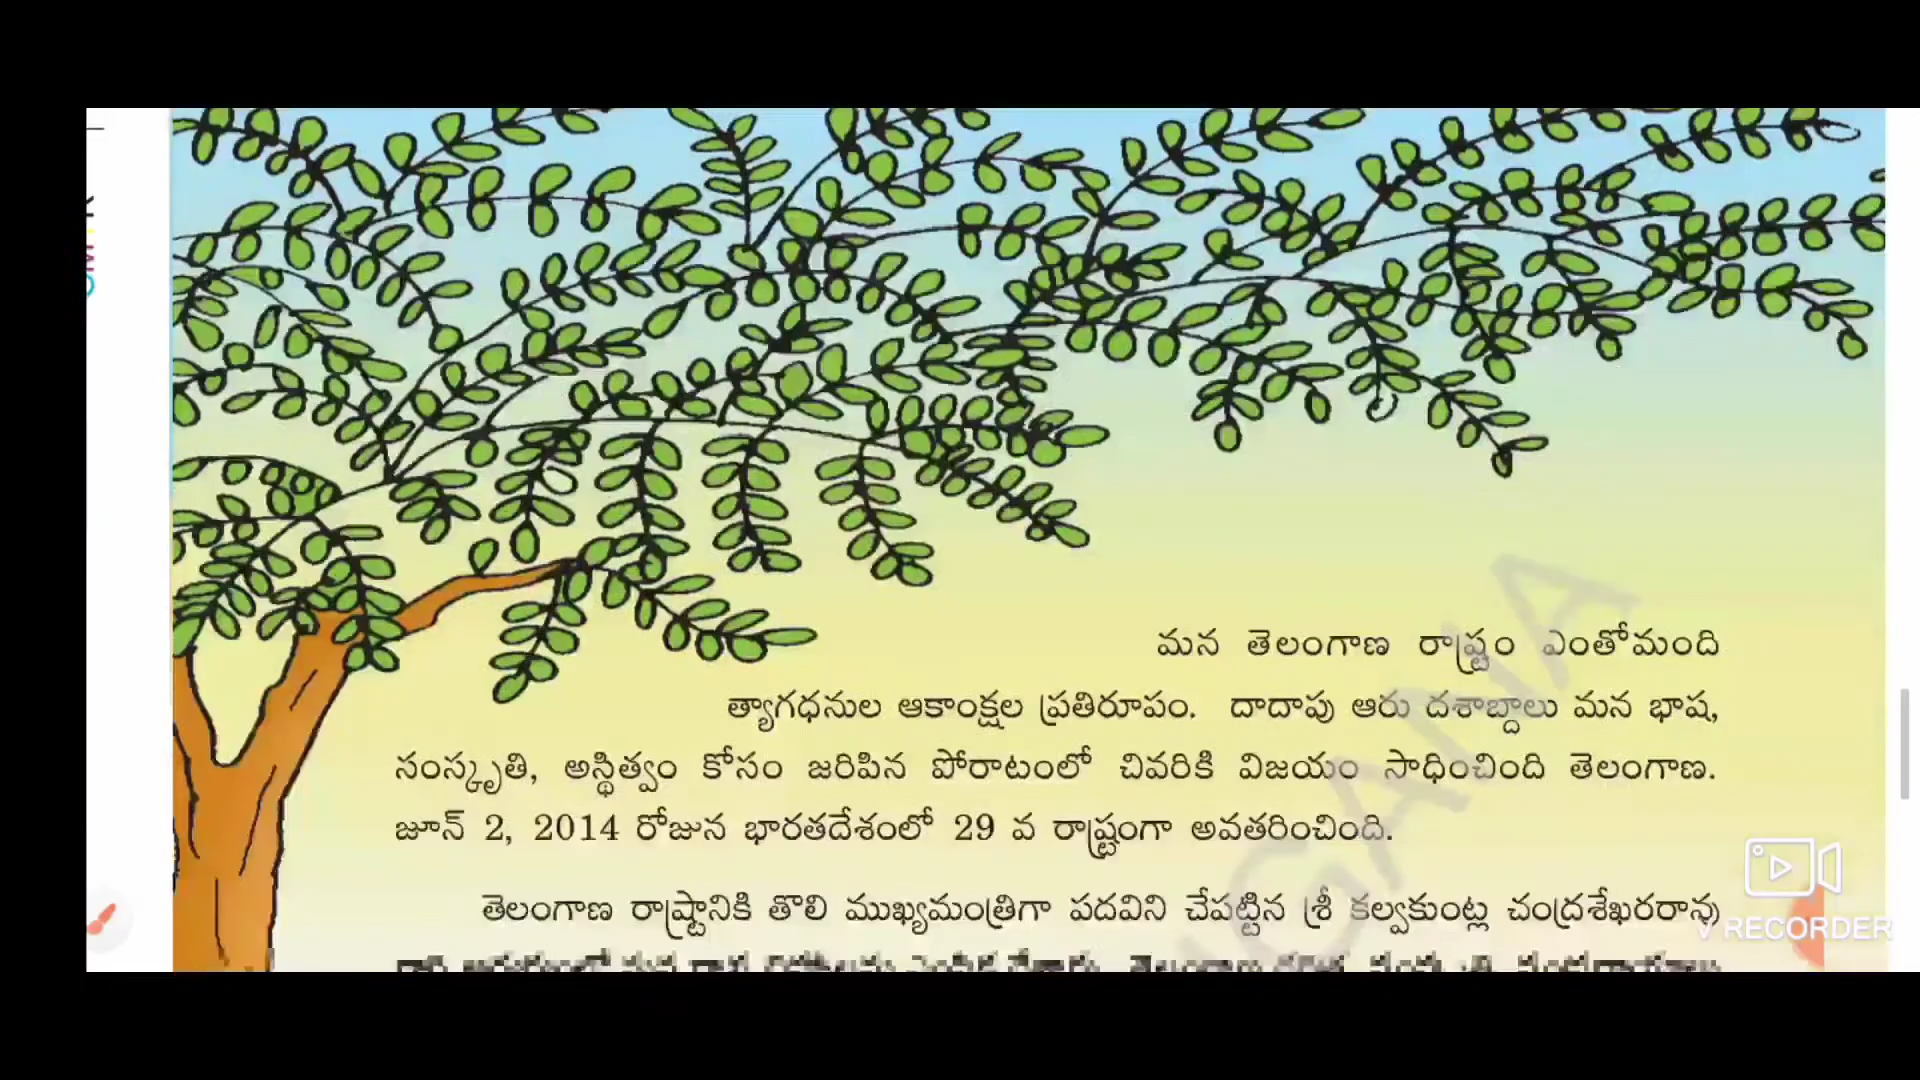 మన తెలంగాణ రాష్ట్రం ఎంతోమంది
త్యాగధనుల ఆకాంక్షల ప్రతిరూపం. దాదాపు ఆరు దశాబ్దాలు మన భాష,
సంస్కృతి, అస్థిత్వం కోసం జరిపిన పోరాటంలో చివరికి విజయం సాధించింది తెలంగాణ.
జూన్ 2, 2014 రోజున భారతదేశంలో 29 వ రాష్ట్రంగా అవతరించింది.
తెలంగాణ రాష్ట్రానికి తొలి ముఖ్యమంత్రిగా పదవిని చేపట్టిన శ్రీ కల్వకుంట్ల చంద్రశేఖరరావు
V RECORDER